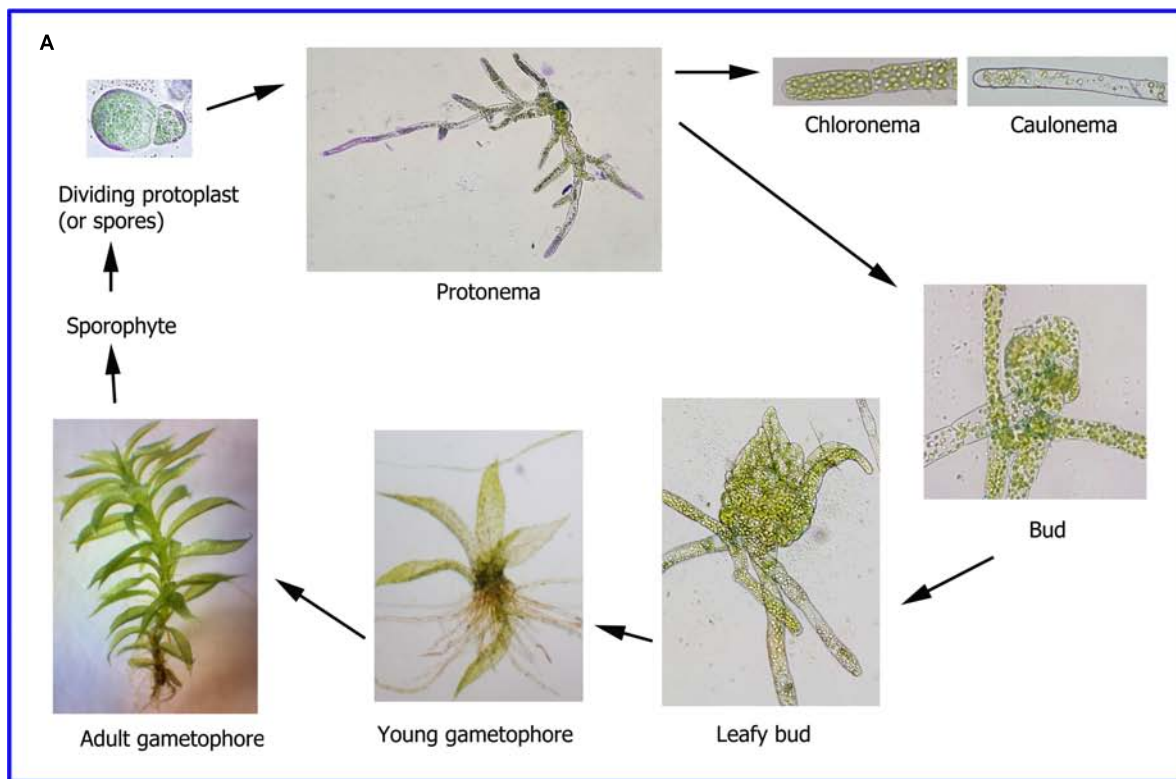 A
Chloronema
Caulonema
Dividing protoplast
(or spores)
Protonema
Sporophyte
Bud
Adult gametophore
Young gametophore
Leafy bud